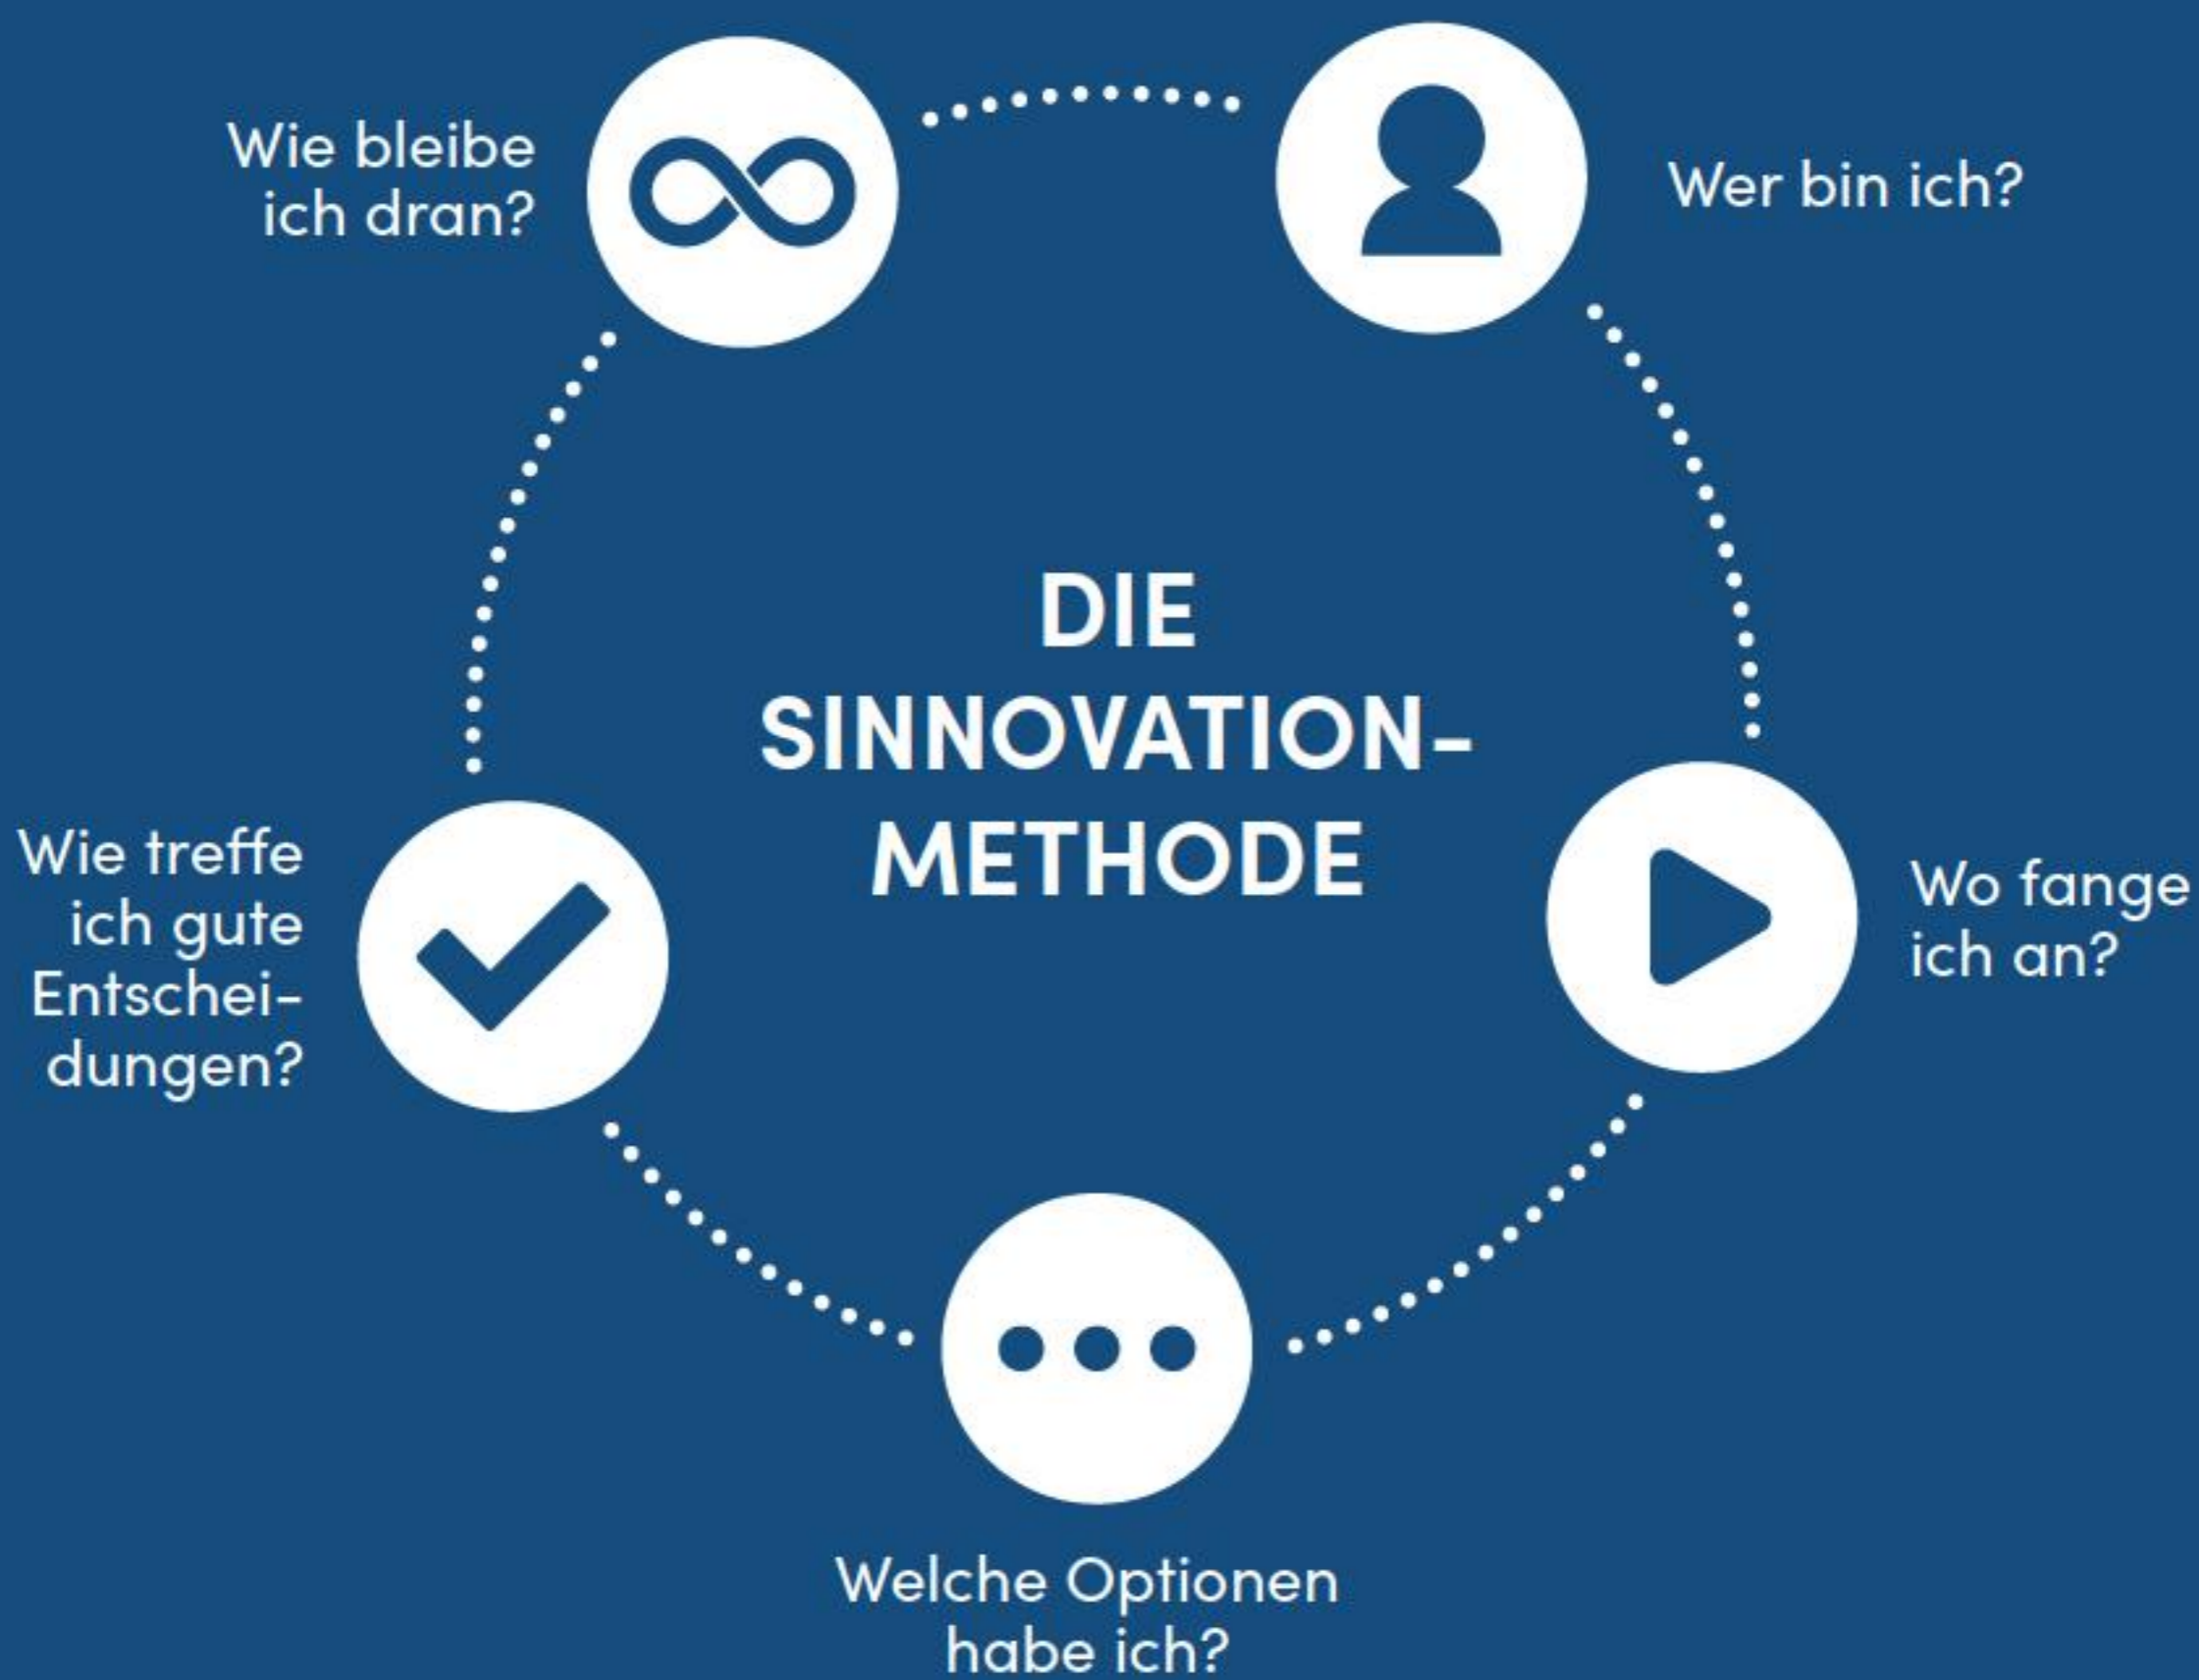 DIE
SINNOVATION-
METHODE
Wer bin ich?
Wo fange
ich an?
Welche Optionen
habe ich?
Wie treffe
ich gute
Entschei-
dungen?
Wie bleibe
ich dran?